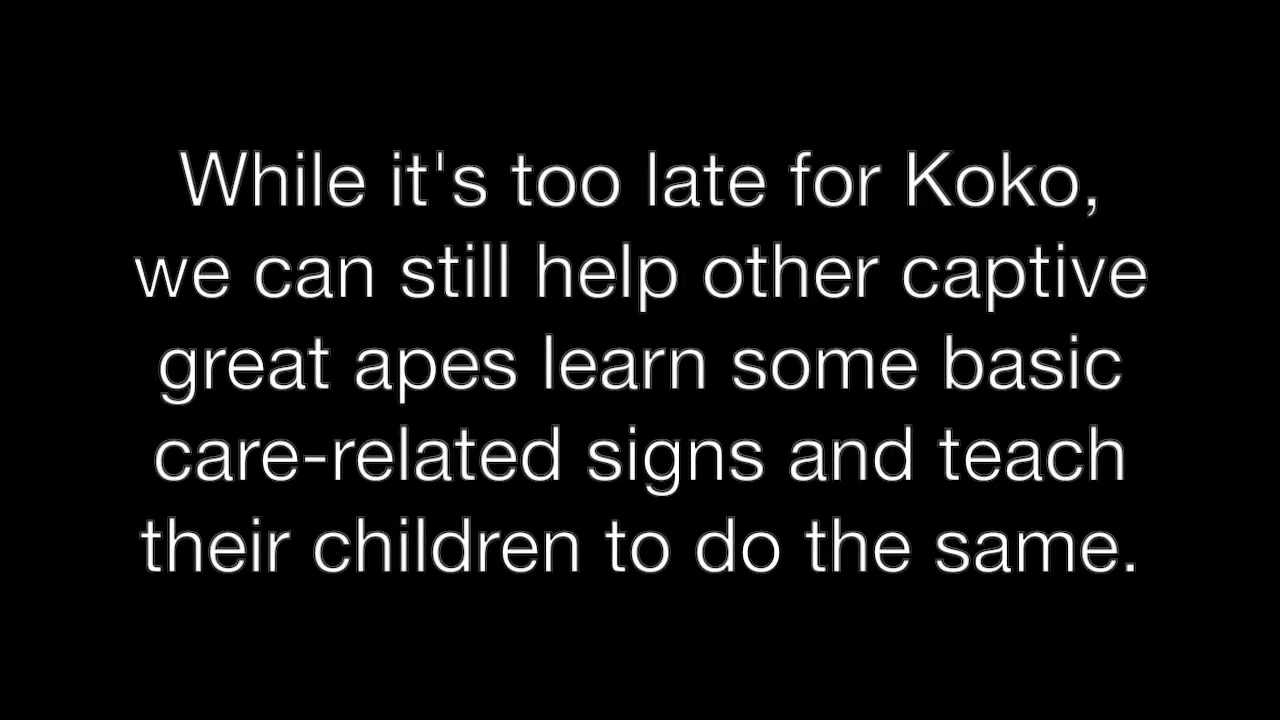 While it's too late for Koko,
we can still help other captive
great apes learn some basic
care-related signs and teach
their children to do the same.